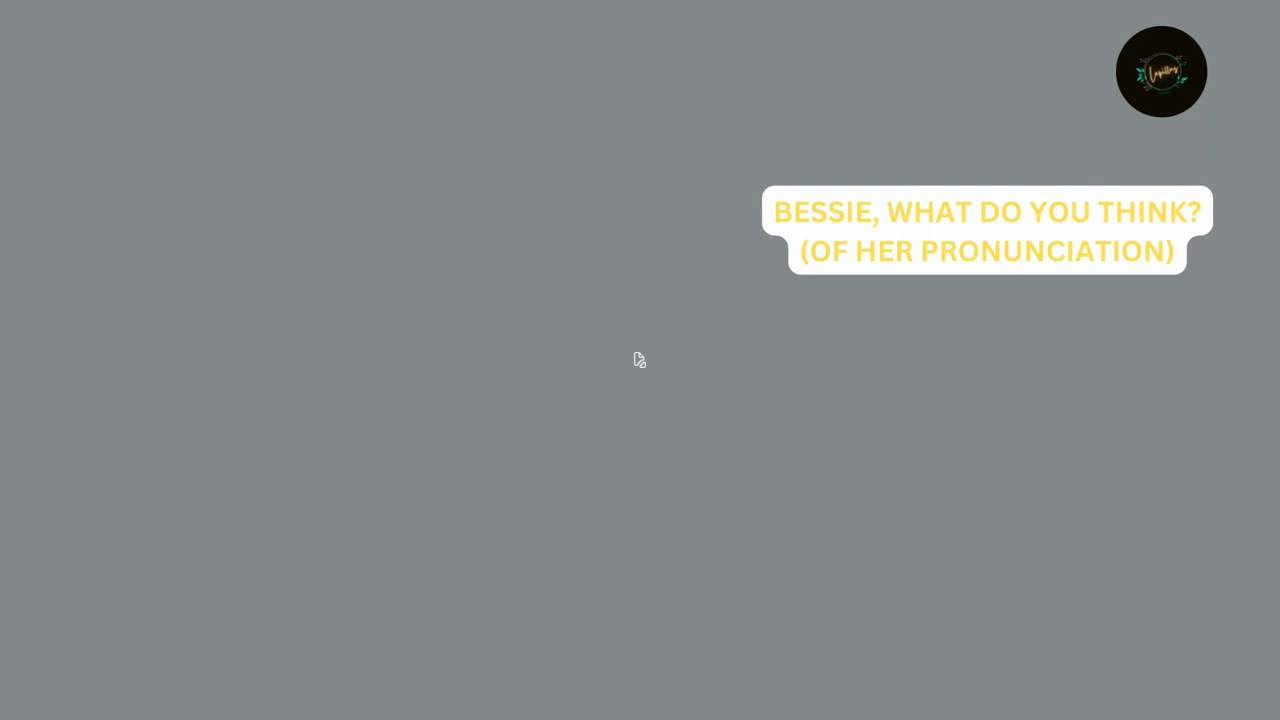 BESSIE, WHAT DO YOU THINK?
(OF HER PRONUNCIATION)